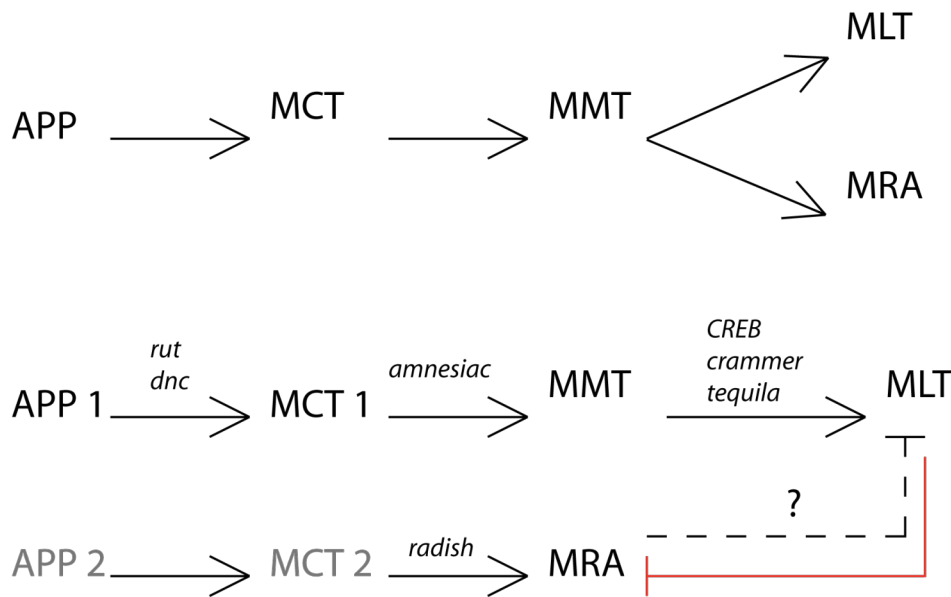 MLT
APP
MCT
MMT
MRA
rut
dnc
amnesiac
CREB
crammer
tequila
APP 1
MCT 1
MMT
MLT
?
APP 2
MCT 2
radish
MRA